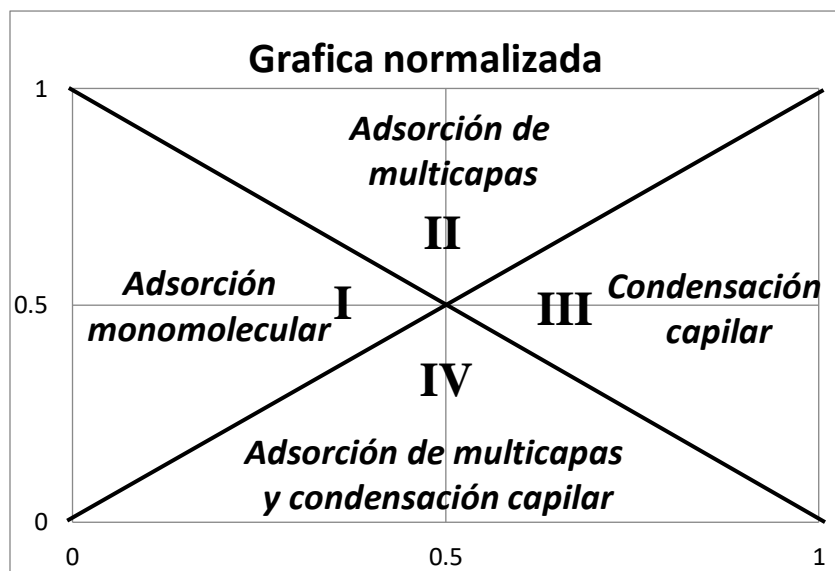 Grafica normalizada
1
Adsorción de
multicapas
II
Adsorción
monomolecular
I
0.5
III
Condensación
capilar
IV
Adsorción de multicapas
y condensación capilar
0
0
0.5
1